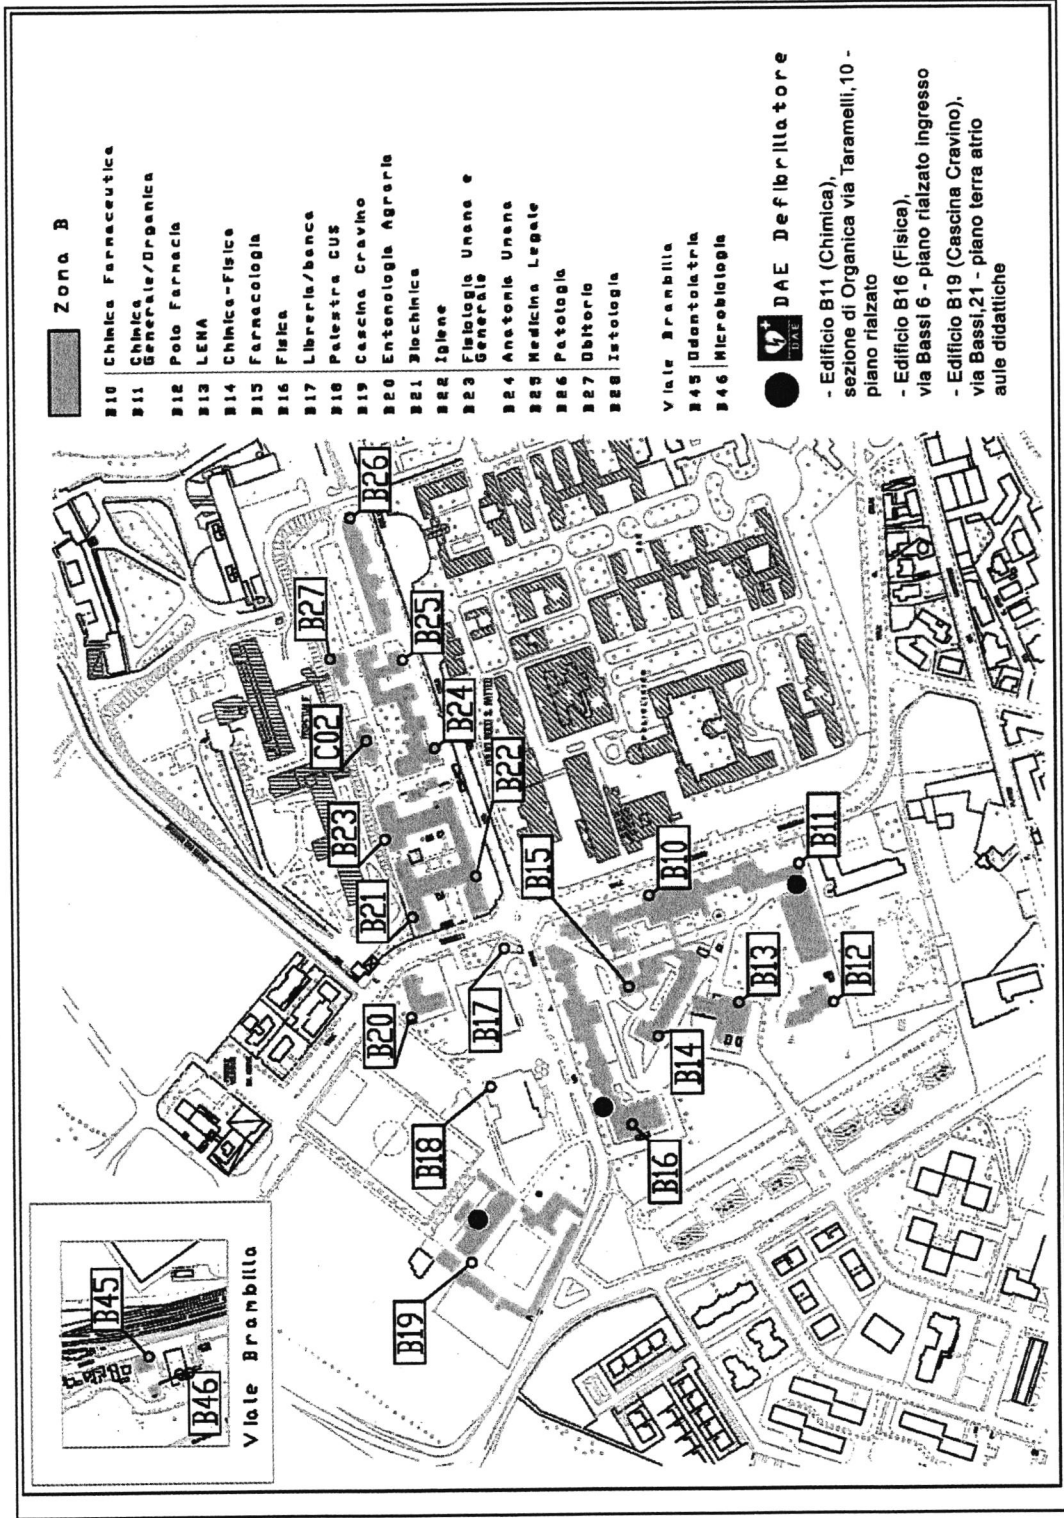 Zona B
B10 Chimica Farmaceutica
B11 Chimica
Generale/Organica
B12 Polo Farmacia
B13 LENA
B14 Chimica-Fisica
B15 Farmacologia
B16 Fisica
B17 Libreria/banca
B18 Palestra CUS
B19 Cascina Cravino
B20 Entomologia Agraria
B21 Biochimica
B22 Igiene
B23 Fisiologia Umana e
Generale
B24 Anatomia Umana
B25 Medicina Legale
B26 Patologia
B27 Obitorio
B28 Istologia
Viale Brambilla
B45 Odontoiatria
B46 Microbiologia
DAE
DAE Defibrillatore
- Edificio B11 (Chimica),
sezione di Organica via Taramelli,10 -
piano rialzato
- Edificio B16 (Fisica),
via Bassi 6 - piano rialzato ingresso
- Edificio B19 (Cascina Cravino),
via Bassi,21 - piano terra atrio
aule didattiche
B45
B46
Viale Brambilla
B26
B27
B25
C02
B24
B23
B22
B21
B15
B20
B17
B10
B11
B18
B13
B12
B14
B16
B19